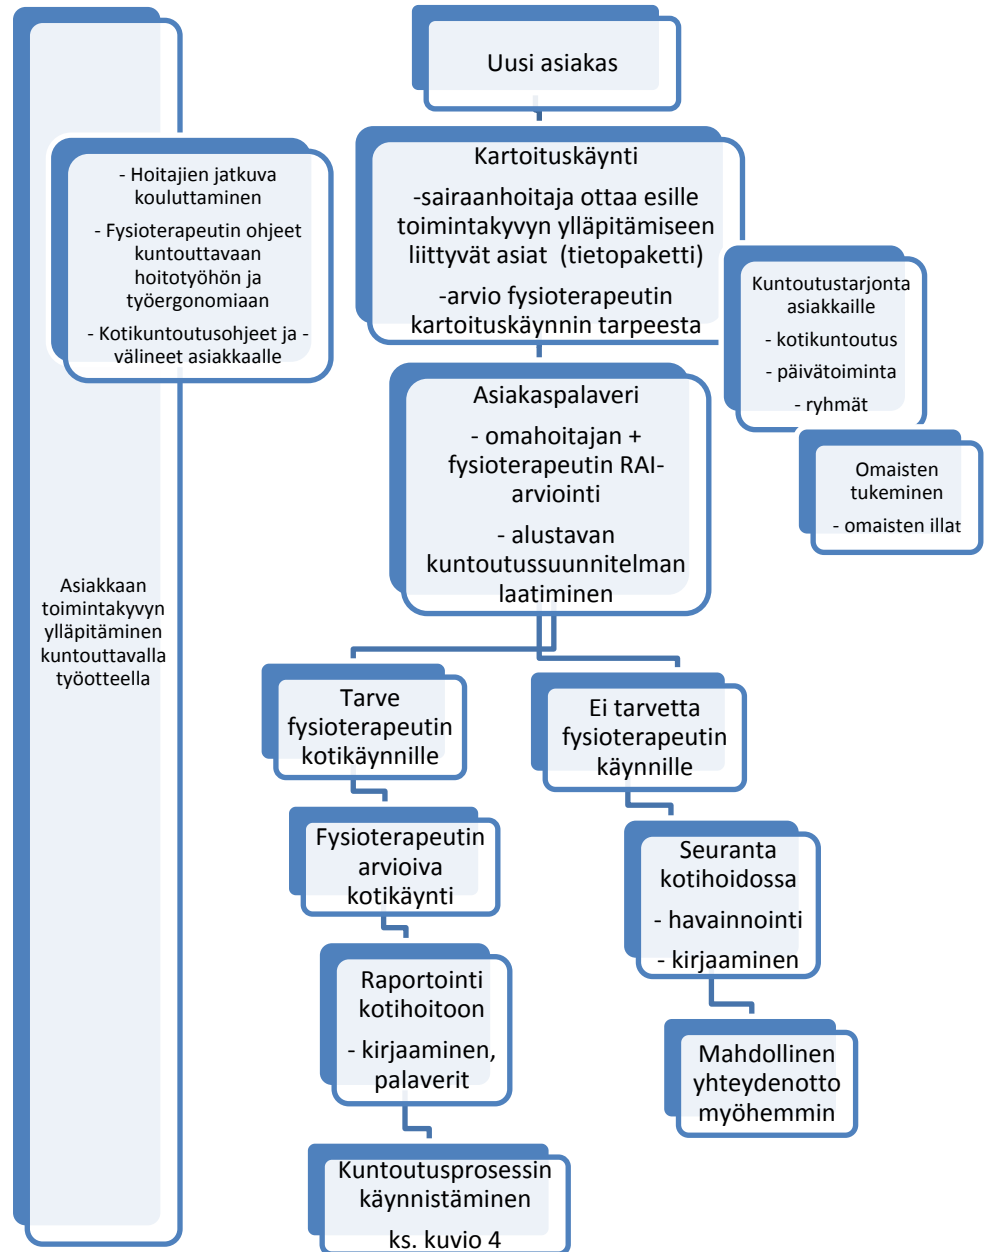 Uusi asiakas
Kartoituskäynti
-sairaanhoitaja ottaa esille
toimintakyvyn ylläpitämiseen
liittyvät asiat (tietopaketti)
-arvio fysioterapeutin
kartoituskäynnin tarpeesta
- Hoitajien jatkuva
kouluttaminen
- Fysioterapeutin ohjeet
kuntouttavaan
hoitotyöhön ja
työergonomiaan
- Kotikuntoutusohjeet ja -
välineet asiakkaalle
Kuntoutustarjonta
asiakkaille
- kotikuntoutus
- päivätoiminta
- ryhmät
Omaisten
tukeminen
- omaisten illat
Asiakaspalaveri
- omahoitajan +
fysioterapeutin RAI-
arviointi
- alustavan
kuntoutussuunnitelman
laatiminen
Asiakkaan
toimintakyvyn
ylläpitäminen
kuntouttavalla
työotteella
Tarve
fysioterapeutin
kotikäynnille
Ei tarvetta
fysioterapeutin
käynnille
Fysioterapeutin
arvioiva
kotikäynti
Seuranta
kotihoidossa
- havainnointi
- kirjaaminen
Raportointi
kotihoitoon
- kirjaaminen,
palaverit
Mahdollinen
yhteydenotto
myöhemmin
Kuntoutusprosessin
käynnistäminen
ks. kuvio 4